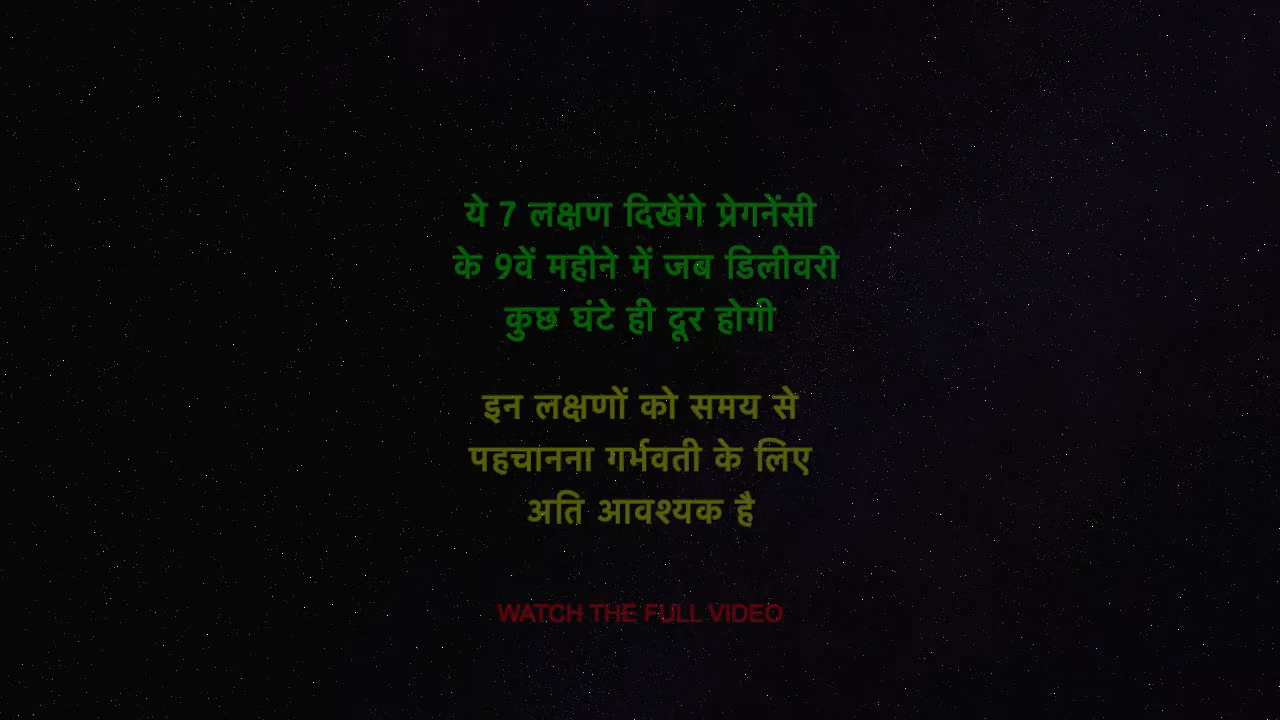 ये 7 लक्षण दिखेंगे प्रेगनेंसी
के 9वें महीने में जब डिलीवरी
कुछ घंटे ही दूर होगी
इन लक्षणों को समय से
पहचानना गर्भवती के लिए
अति आवश्यक है
WATCH THE FULL VIDEO